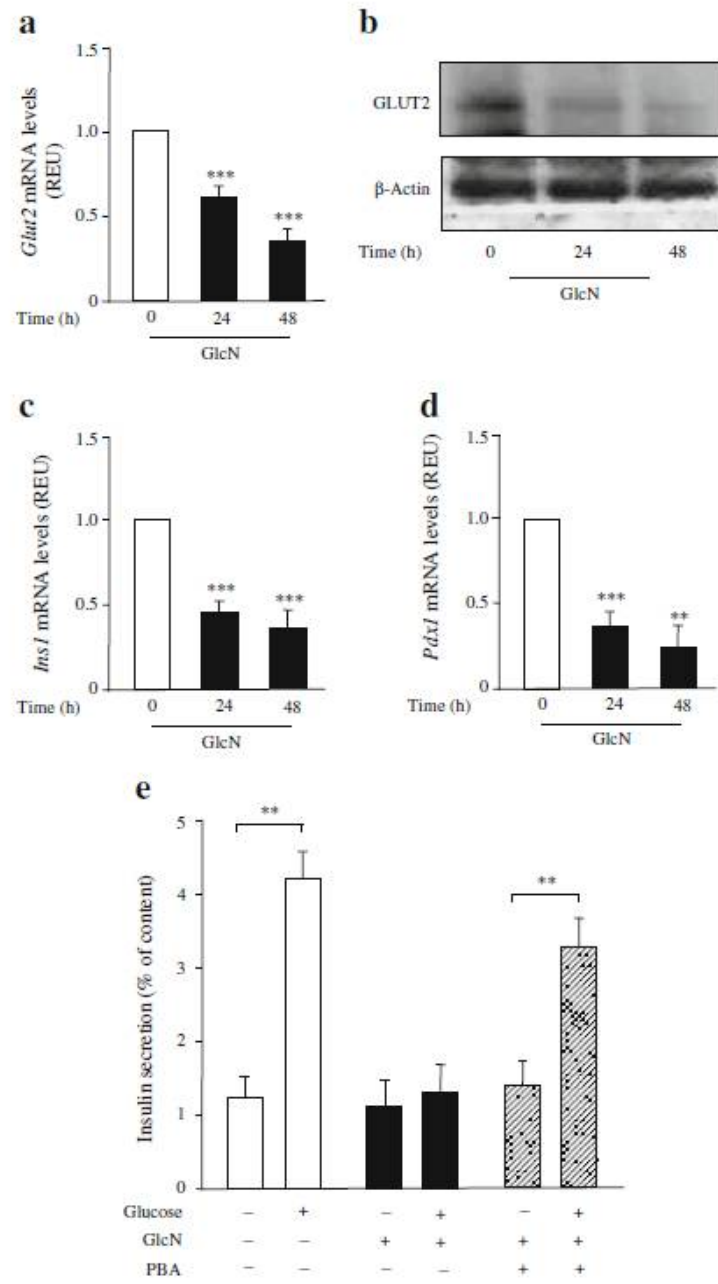 a
1.5
1.0
0.5
0
Glut2 mRNA levels
(REU)
***
***
Time (h) 0 24 48
GlcN
b
GLUT2
β-Actin
Time (h) 0 24 48
GlcN
c
1.5
1.0
0.5
0
Ins1 mRNA levels (REU)
***
***
Time (h) 0 24 48
GlcN
d
1.5
1.0
0.5
0
Pdx1 mRNA levels (REU)
***
**
Time (h) 0 24 48
GlcN
e
5
4
3
2
1
0
Insulin secretion (% of content)
**
**
Glucose – + – + – +
GlcN – – + + + +
PBA – – – – + +